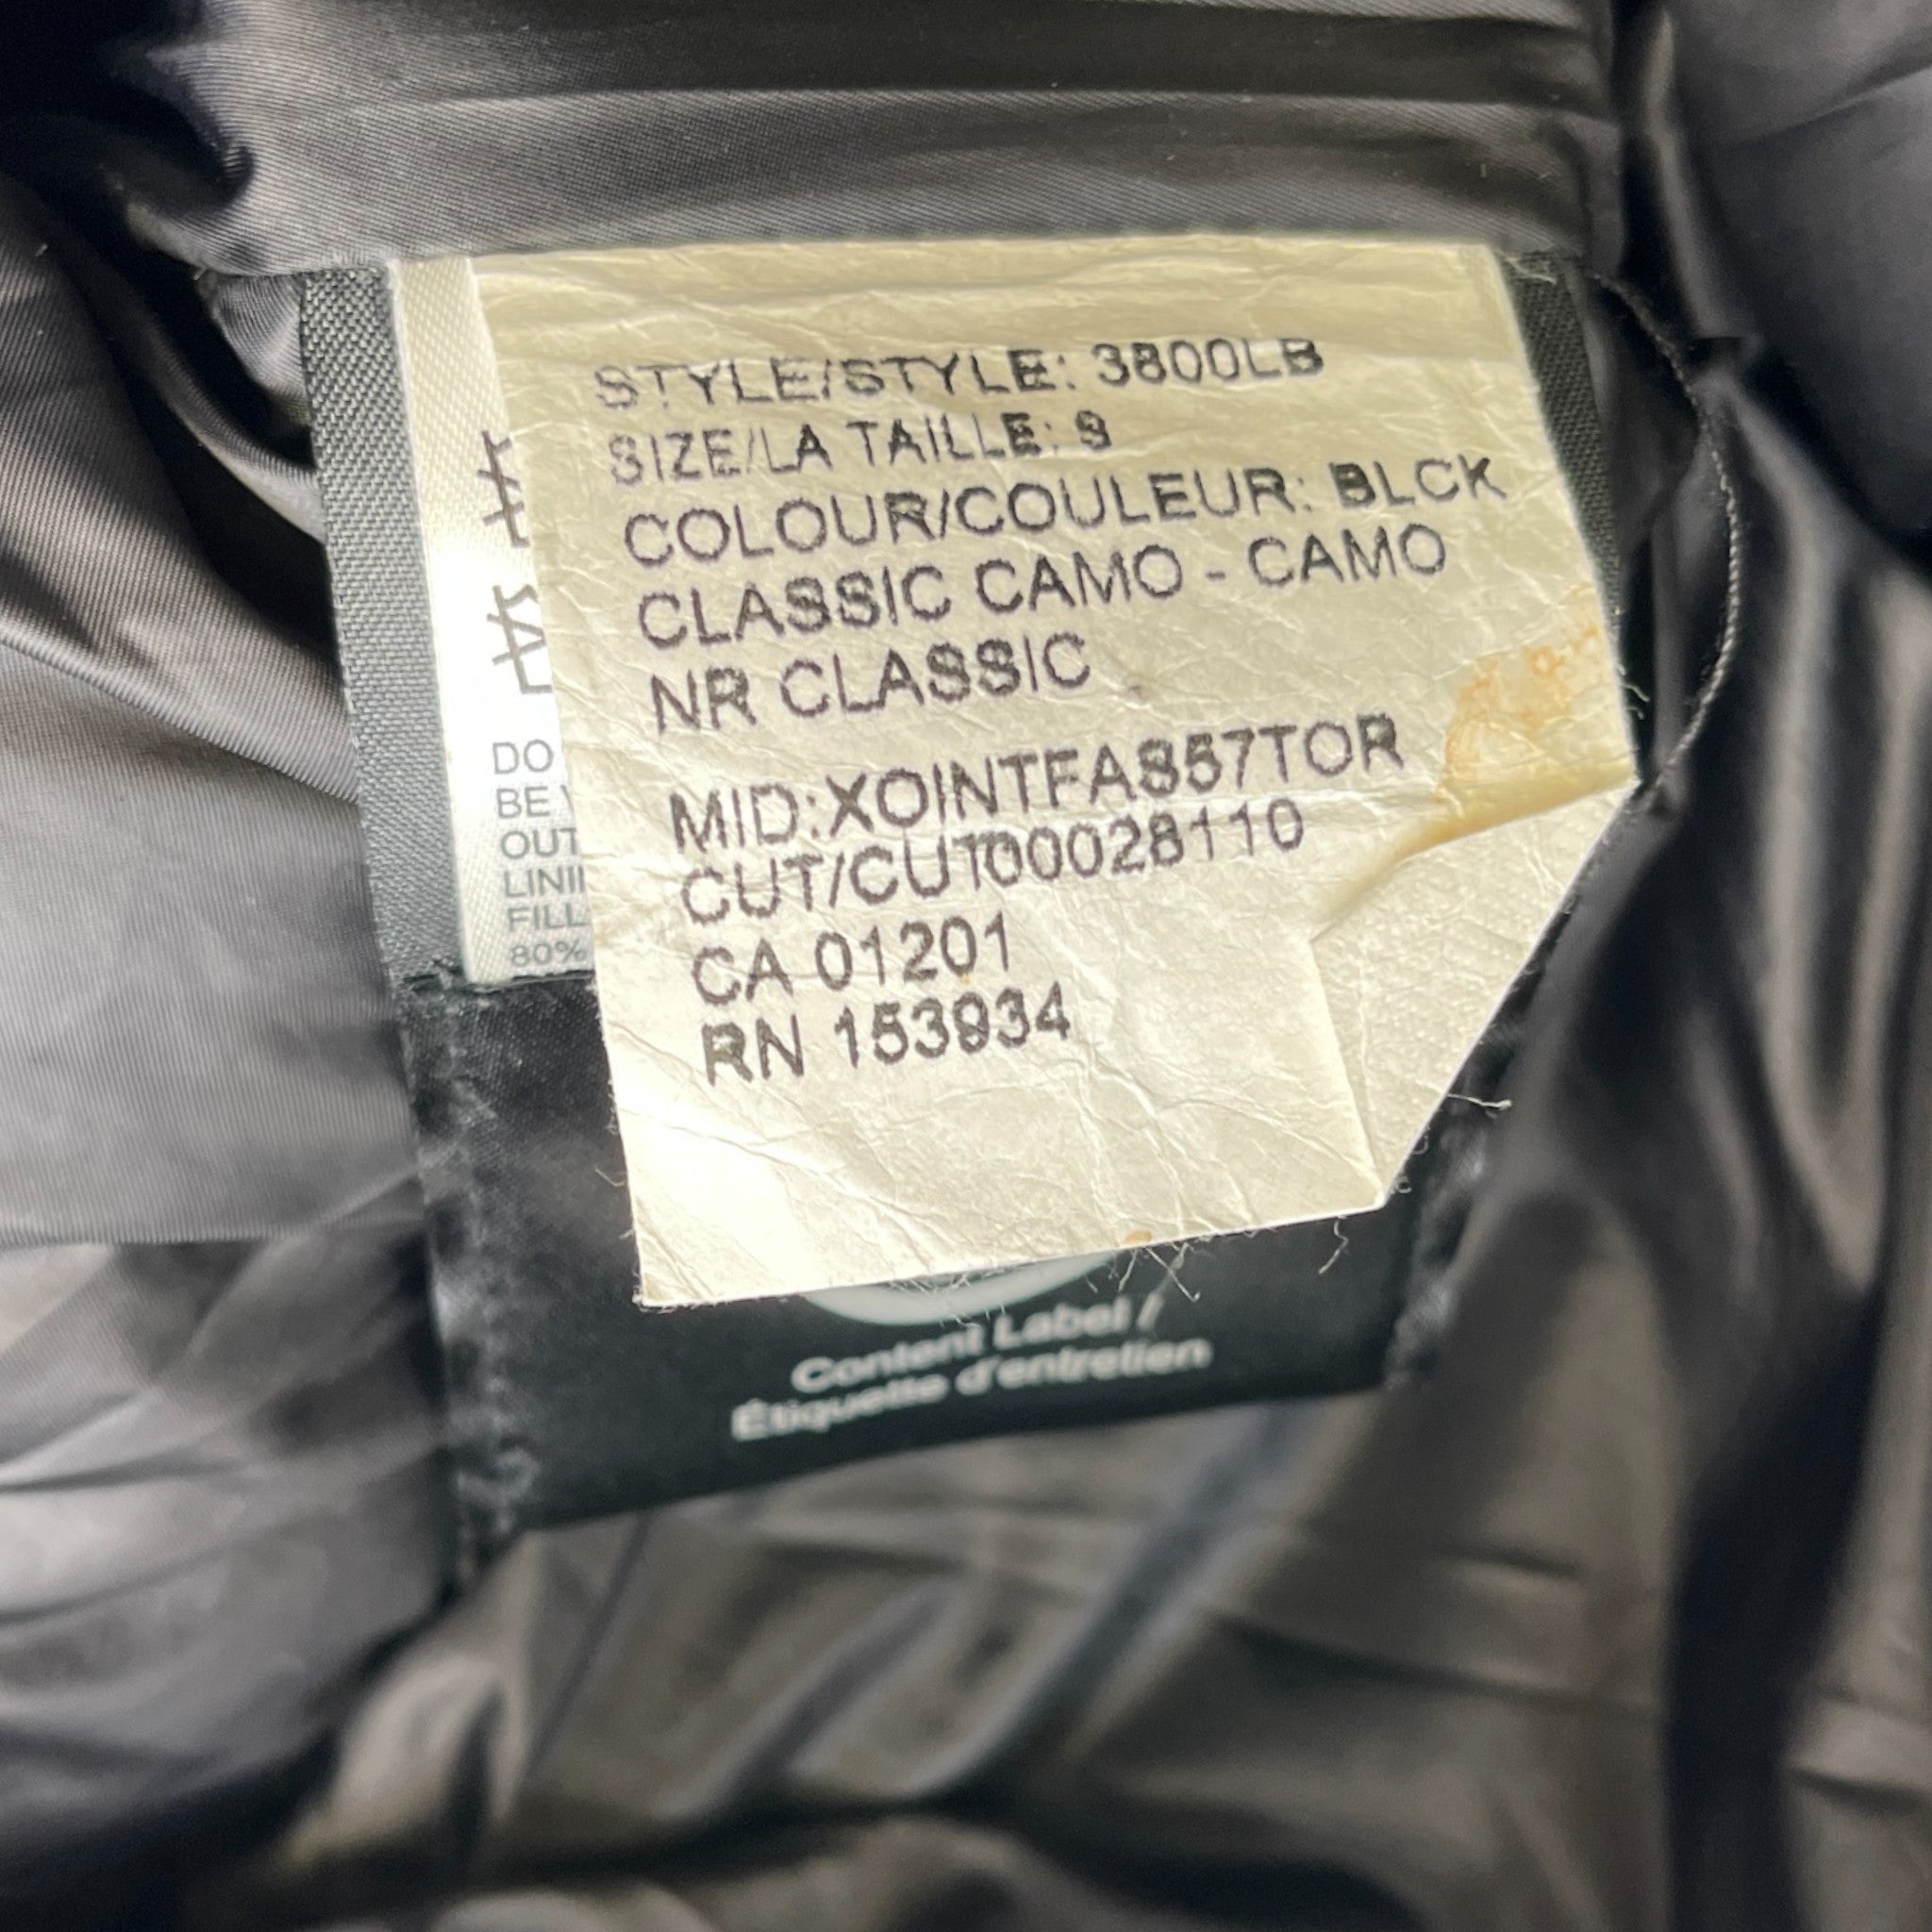 STYLE/STYLE: 3800LB
SIZE/LA TAILLE: S
COLOUR/COULEUR: BLCK
CLASSIC CAMO - CAMO
NR CLASSIC
MID:XOINTFAS57TOR
CUT/CUT00028110
CA 01201
RN 153934
DO
BE
OUT
LINI
FILL
80%
Content Label /
Étiquette d'entretien